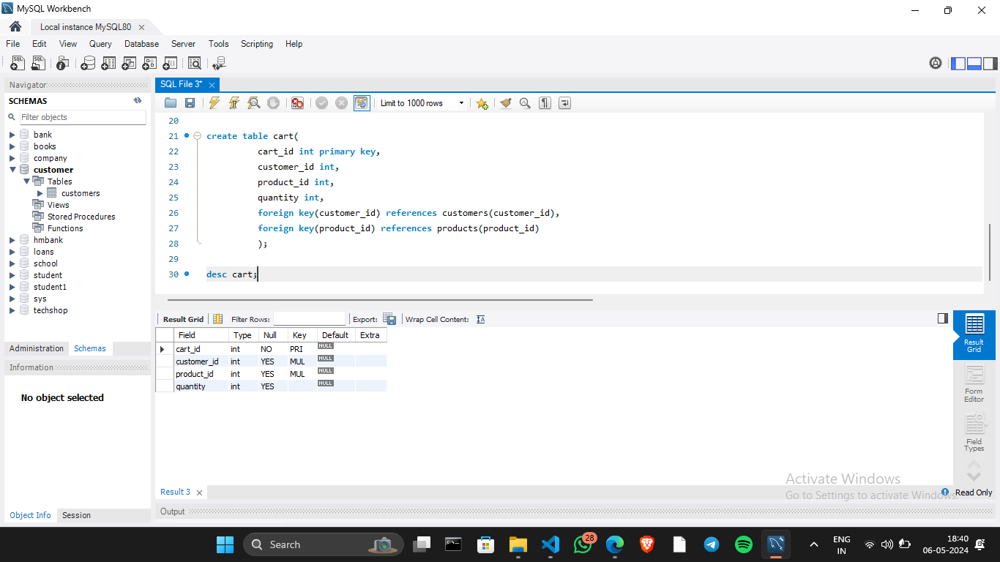 MySQL Workbench
Local instance MySQL80
File Edit View Query Database Server Tools Scripting Help
Navigator
SCHEMAS
Filter objects
bank
books
company
customer
Tables
customers
Views
Stored Procedures
Functions
hmbank
loans
school
student
student1
sys
techshop
Administration Schemas
Information
No object selected
Object Info Session
SQL File 3*
Limit to 1000 rows
20
21 create table cart(
22 cart_id int primary key,
23 customer_id int,
24 product_id int,
25 quantity int,
26 foreign key(customer_id) references customers(customer_id),
27 foreign key(product_id) references products(product_id)
28 );
29
30 desc cart;
Result Grid Filter Rows: Export: Wrap Cell Content:
Field Type Null Key Default Extra
cart_id int NO PRI NULL
customer_id int YES MUL NULL
product_id int YES MUL NULL
quantity int YES NULL
Result
Grid
Form
Editor
Field
Types
Activate Windows
Go to Settings to activate Windows.
Result 3
Read Only
Output
Search
28
ENG
IN
18:40
06-05-2024